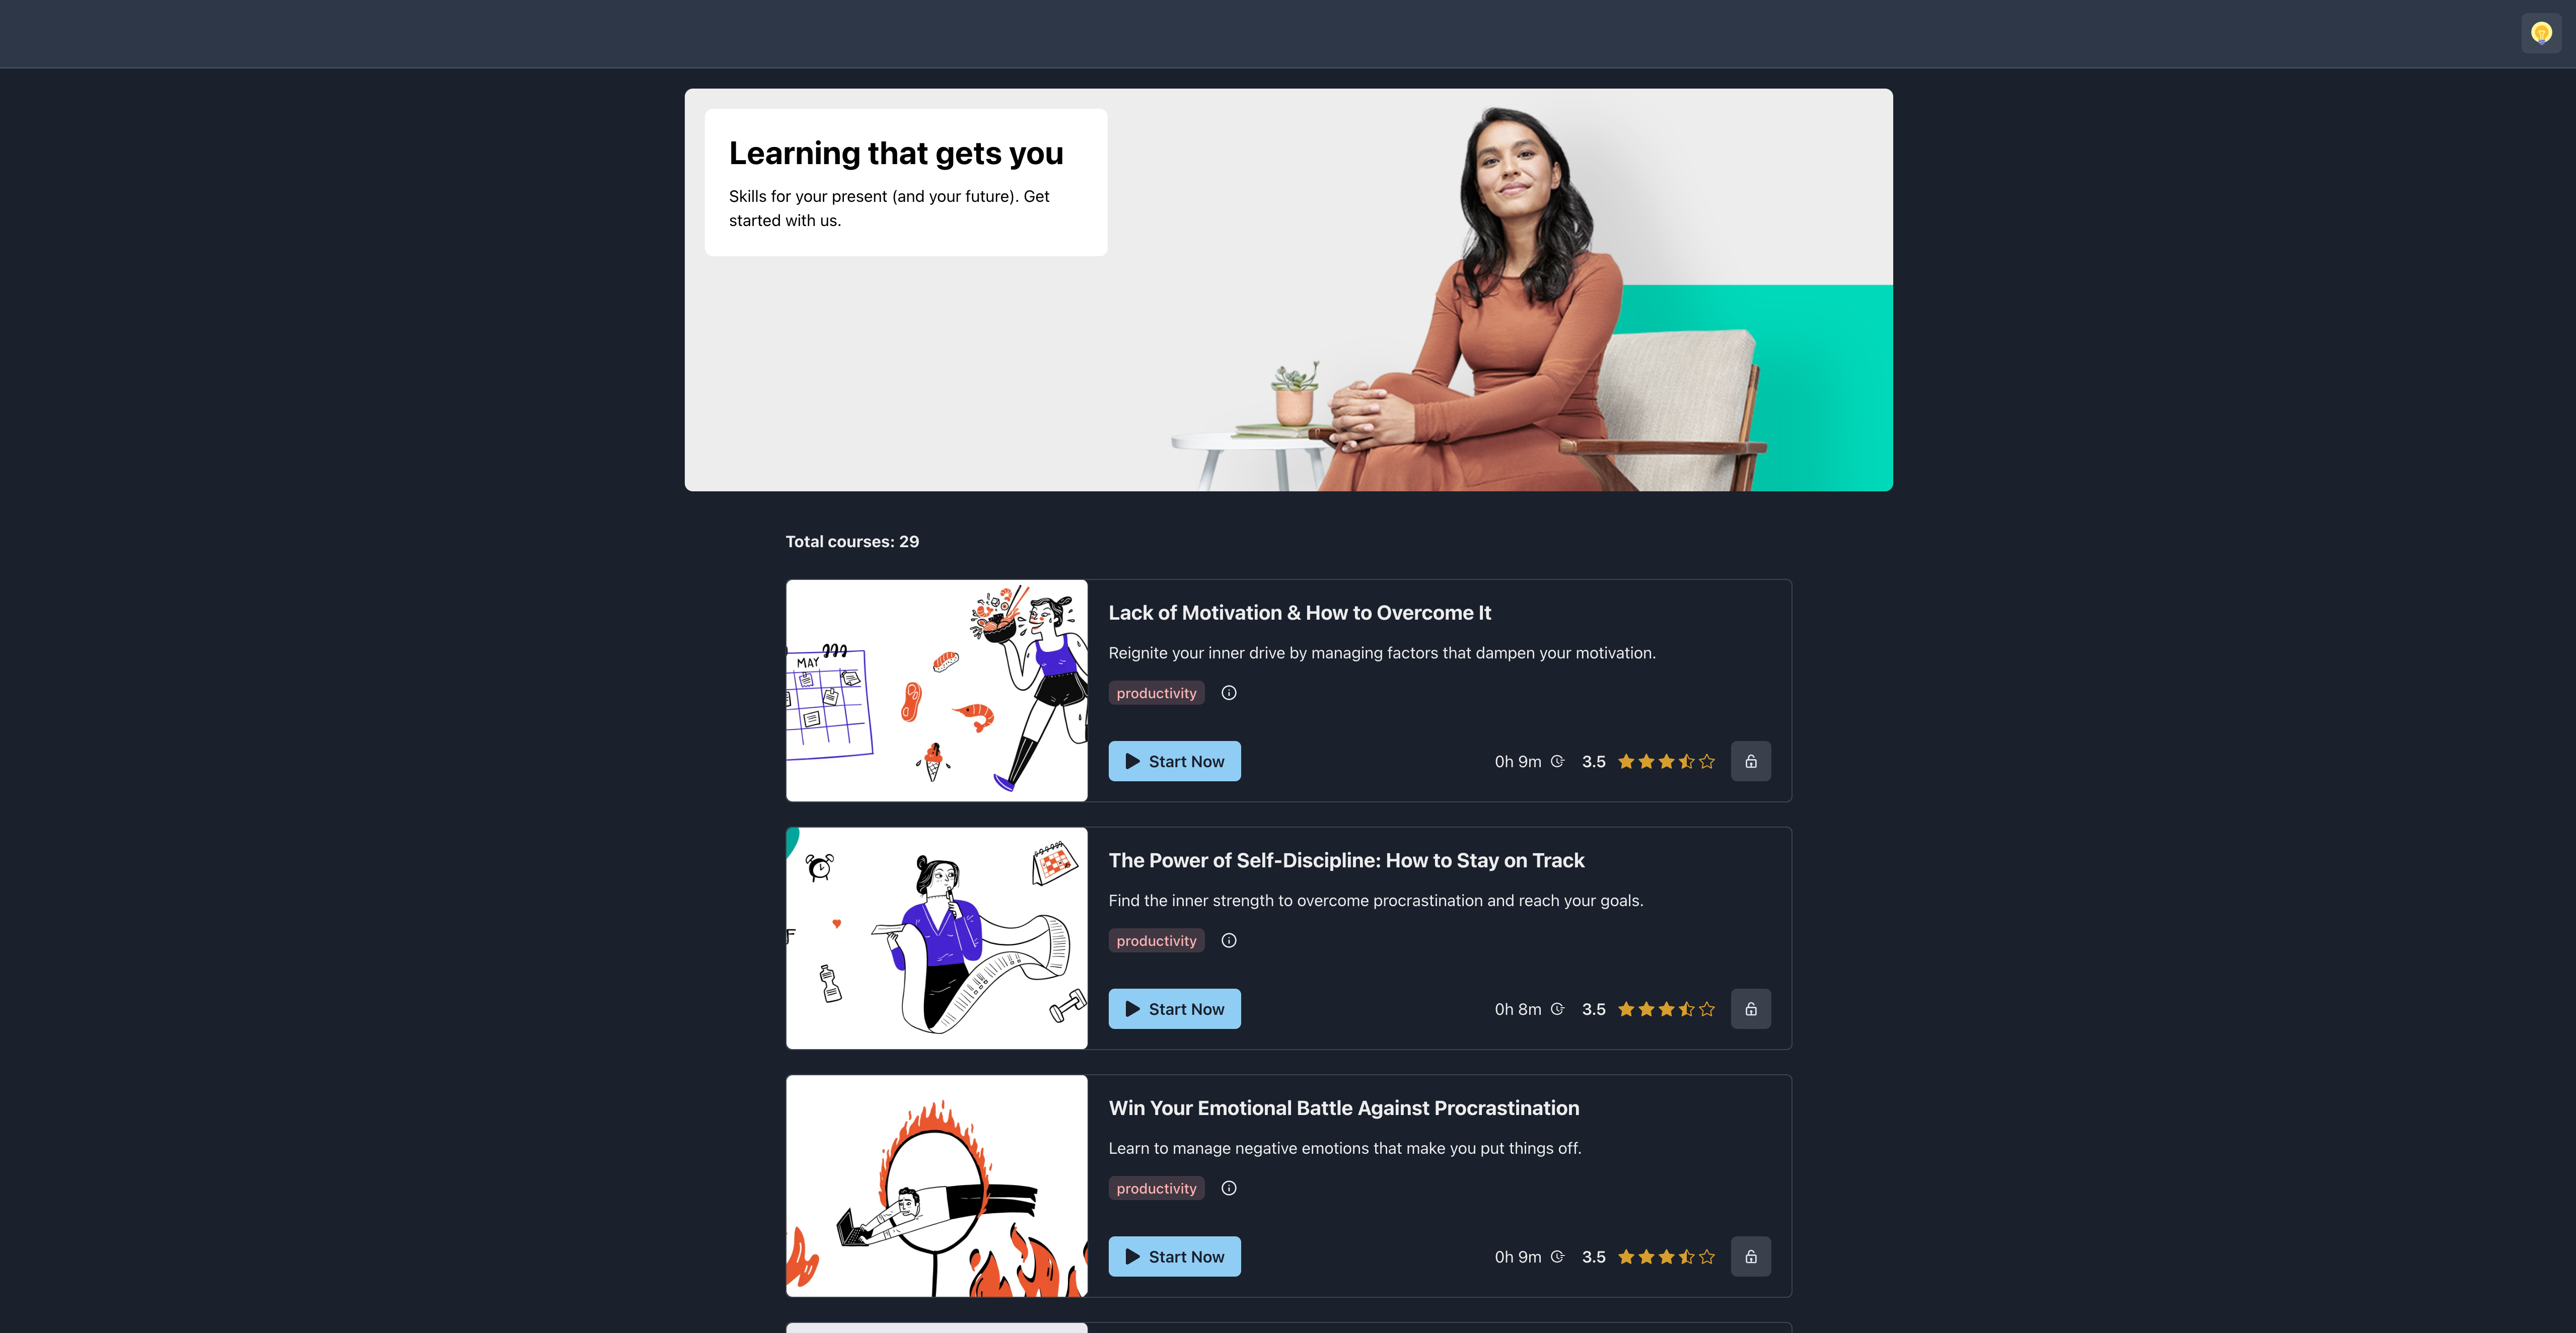 Learning that gets you
Skills for your present (and your future). Get
started with us.
Total courses: 29
MAY
Lack of Motivation & How to Overcome It
Reignite your inner drive by managing factors that dampen your motivation.
productivity
Start Now
0h 9m
3.5
F
The Power of Self-Discipline: How to Stay on Track
Find the inner strength to overcome procrastination and reach your goals.
productivity
Start Now
0h 8m
3.5
Win Your Emotional Battle Against Procrastination
Learn to manage negative emotions that make you put things off.
productivity
Start Now
0h 9m
3.5